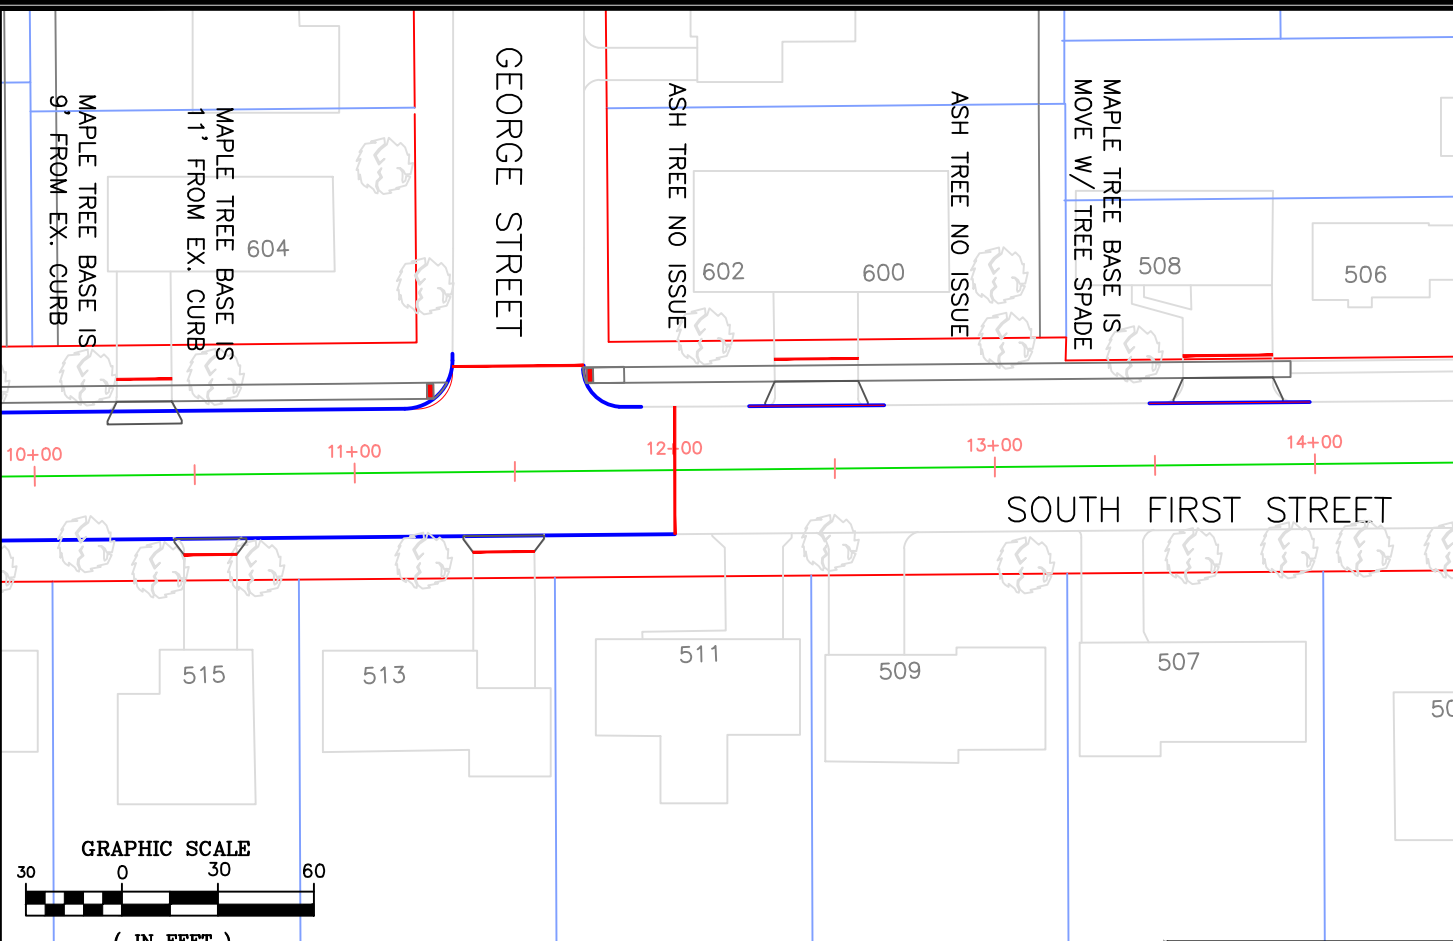 GEORGE STREET
MAPLE TREE BASE IS
9' FROM EX. CURB
MAPLE TREE BASE IS
11' FROM EX. CURB
ASH TREE NO ISSUE
ASH TREE NO ISSUE
MAPLE TREE BASE IS
MOVE W/ TREE SPADE
604
602
600
508
506
10+00
11+00
12+00
13+00
14+00
SOUTH FIRST STREET
515
513
511
509
507
GRAPHIC SCALE
30 0 30 60
( IN FEET )